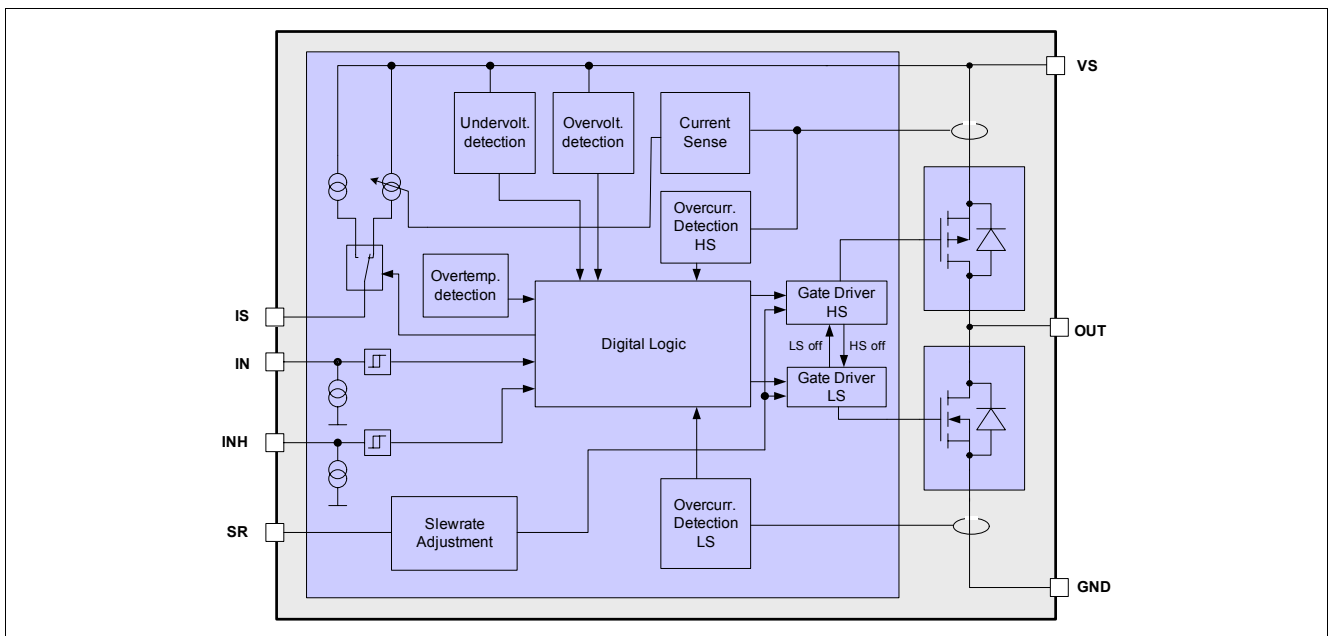 VS
Undervolt.
detection
Overvolt.
detection
Current
Sense
Overcurr.
Detection
HS
Overtemp.
detection
Gate Driver
HS
IS
OUT
Digital Logic
LS off
HS off
IN
Gate Driver
LS
INH
Overcurr.
Detection
LS
SR
Slewrate
Adjustment
GND